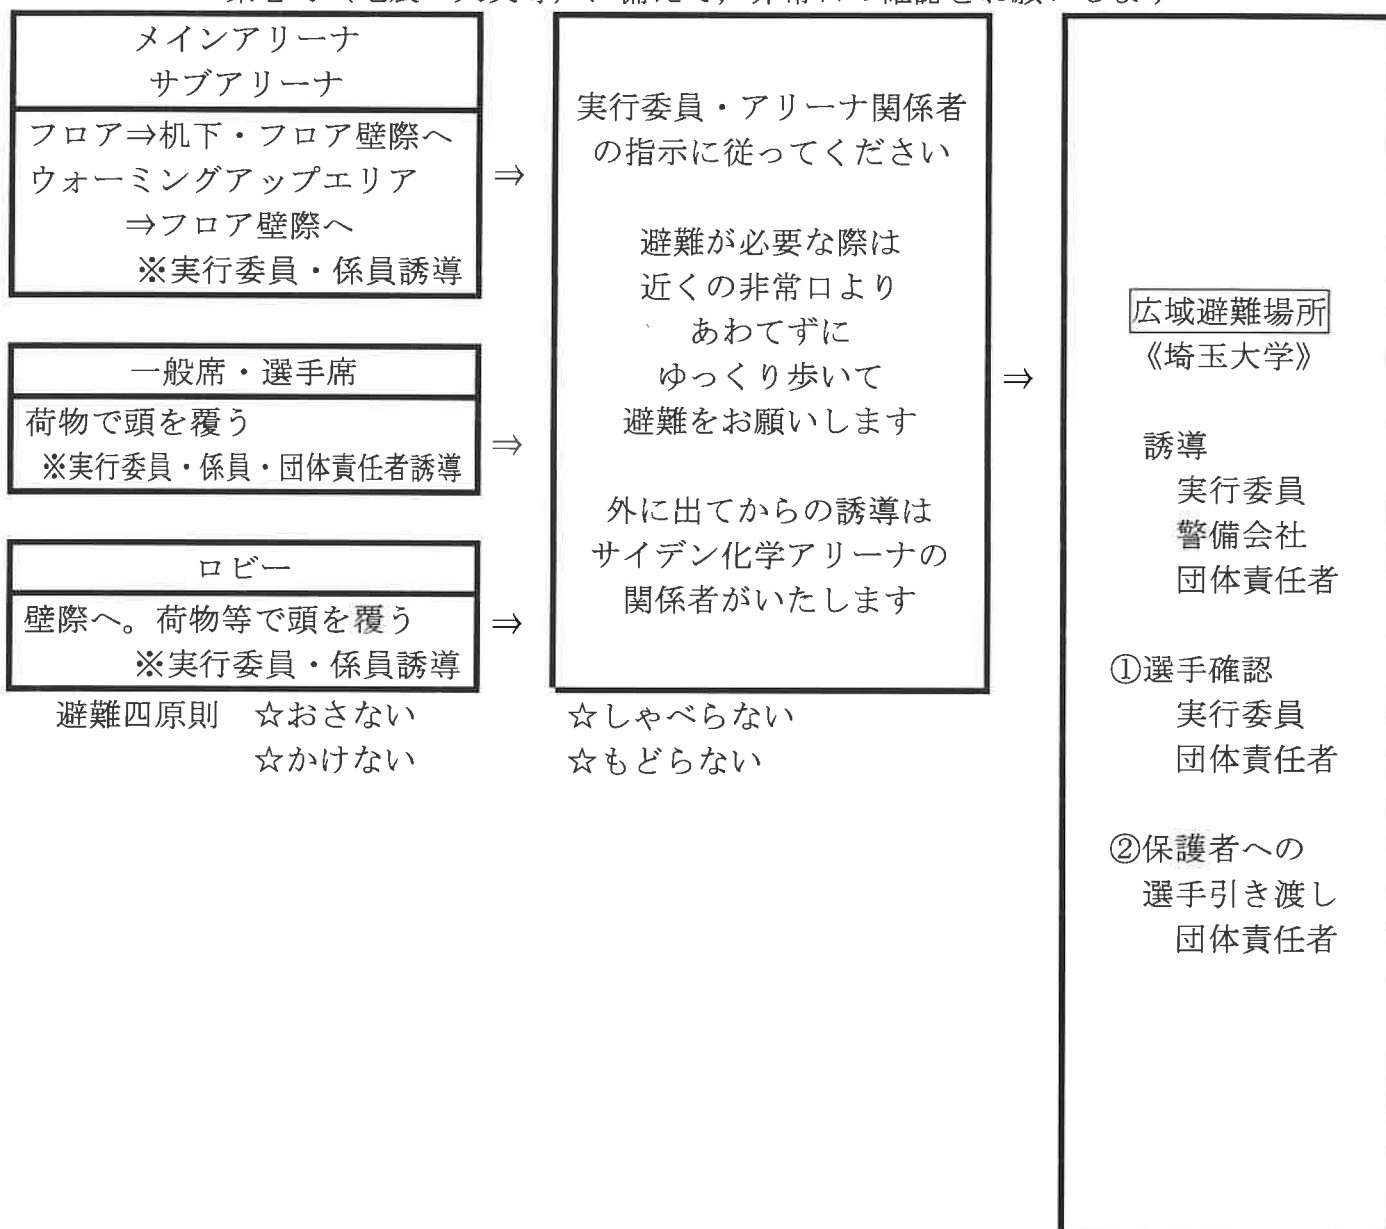 メインアリーナ
サブアリーナ
フロア⇒机下・フロア壁際へ
ウォーミングアップエリア
⇒フロア壁際へ
※実行委員・係員誘導
⇒
一般席・選手席
荷物で頭を覆う
※実行委員・係員・団体責任者誘導
⇒
ロビー
壁際へ。荷物等で頭を覆う
※実行委員・係員誘導
⇒
実行委員・アリーナ関係者
の指示に従ってください
避難が必要な際は
近くの非常口より
あわてずに
ゆっくり歩いて
避難をお願いします
外に出てからの誘導は
サイデン化学アリーナの
関係者がいたします
⇒
広域避難場所
《埼玉大学》
誘導
実行委員
警備会社
団体責任者
①選手確認
実行委員
団体責任者
②保護者への
選手引き渡し
団体責任者
避難四原則 ☆おさない ☆しゃべらない
☆かけない ☆もどらない